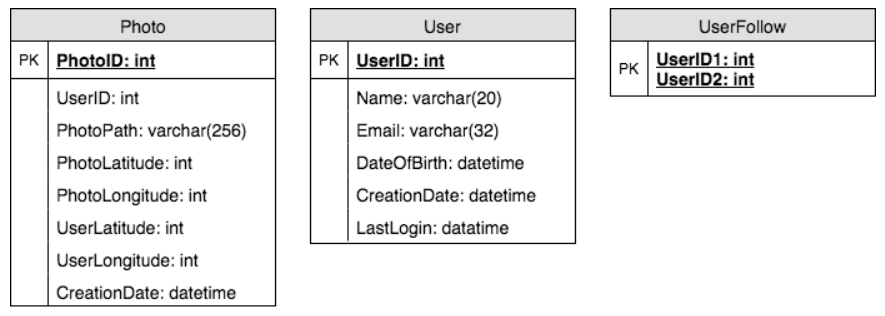 Photo
PK PhotoID: int
UserID: int
PhotoPath: varchar(256)
PhotoLatitude: int
PhotoLongitude: int
UserLatitude: int
UserLongitude: int
CreationDate: datetime
User
PK UserID: int
Name: varchar(20)
Email: varchar(32)
DateOfBirth: datetime
CreationDate: datetime
LastLogin: datatime
UserFollow
PK UserID1: int
UserID2: int